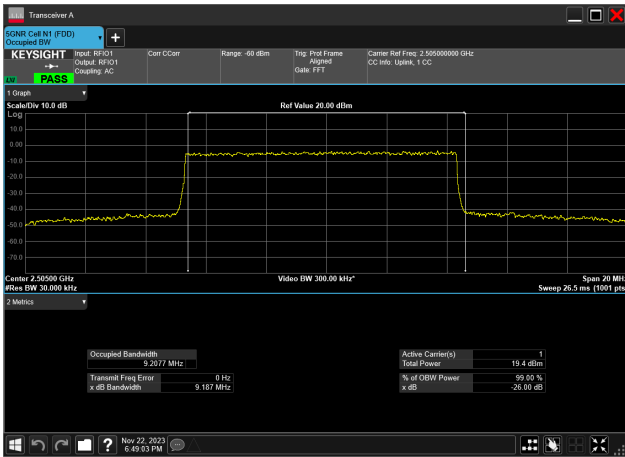 Transceiver A
5GNR Cell N1 (FDD)
Occupied BW
KEYSIGHT
Input: RFIO1
Output: RFIO1
Coupling: AC
Corr CCorr
Range: -60 dBm
Trig: Prot Frame
Aligned
Gate: FFT
Carrier Ref Freq: 2.505000000 GHz
CC Info: Uplink, 1 CC
PASS
1 Graph
Scale/Div 10.0 dB
Ref Value 20.00 dBm
Log
10.0
0.00
-10.0
-20.0
-30.0
-40.0
-50.0
-60.0
-70.0
Center 2.50500 GHz
Video BW 300.00 kHz*
Span 20 MHz
#Res BW 30.000 kHz
Sweep 26.5 ms (1001 pts)
2 Metrics
Occupied Bandwidth
9.2077 MHz
Active Carrier(s) 1
Total Power 19.4 dBm
Transmit Freq Error 0 Hz
x dB Bandwidth 9.187 MHz
% of OBW Power 99.00 %
x dB -26.00 dB
Nov 22, 2023
6:49:03 PM